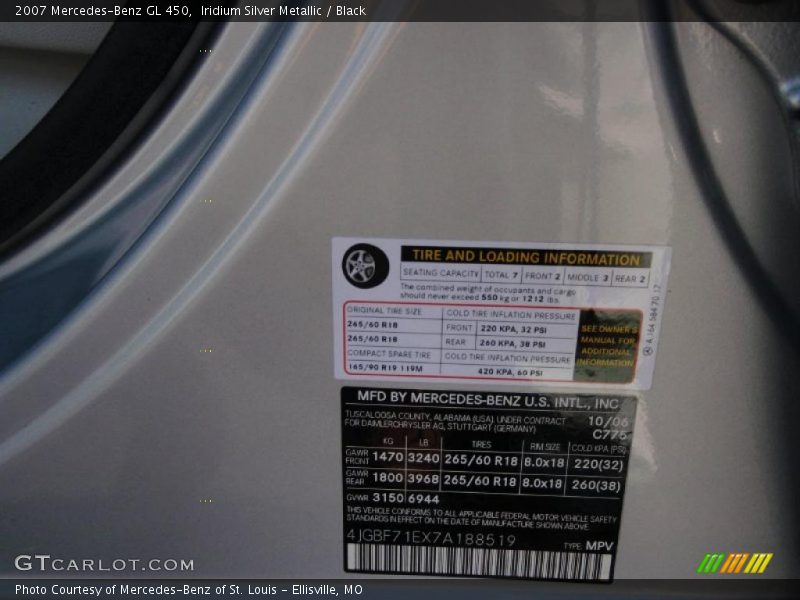 2007 Mercedes-Benz GL 450, Iridium Silver Metallic / Black
TIRE AND LOADING INFORMATION
SEATING CAPACITY TOTAL 7 FRONT 2 MIDDLE 3 REAR 2
The combined weight of occupants and cargo
should never exceed 550 kg or 1212 lbs.
ORIGINAL TIRE SIZE COLD TIRE INFLATION PRESSURE
265/60 R18 FRONT 220 KPA, 32 PSI
265/60 R18 REAR 260 KPA, 38 PSI
COMPACT SPARE TIRE COLD TIRE INFLATION PRESSURE
165/90 R19 119M 420 KPA, 60 PSI
SEE OWNER'S
MANUAL FOR
ADDITIONAL
INFORMATION
A 164 584 70 12
MFD BY MERCEDES-BENZ U.S. INTL., INC
TUSCALOOSA COUNTY, ALABAMA (USA), UNDER CONTRACT 10/06
FOR DAIMLERCHRYSLER AG, STUTTGART (GERMANY) C776
KG LB TIRES RIM SIZE COLD KPA (PSI)
GAWR FRONT 1470 3240 265/60 R18 8.0x18 220(32)
GAWR REAR 1800 3968 265/60 R18 8.0x18 260(38)
GVWR 3150 6944
THIS VEHICLE CONFORMS TO ALL APPLICABLE FEDERAL MOTOR VEHICLE SAFETY
STANDARDS IN EFFECT ON THE DATE OF MANUFACTURE SHOWN ABOVE.
4JGBF71EX7A188519 TYPE: MPV
GTCARLOT.COM
Photo Courtesy of Mercedes-Benz of St. Louis - Ellisville, MO